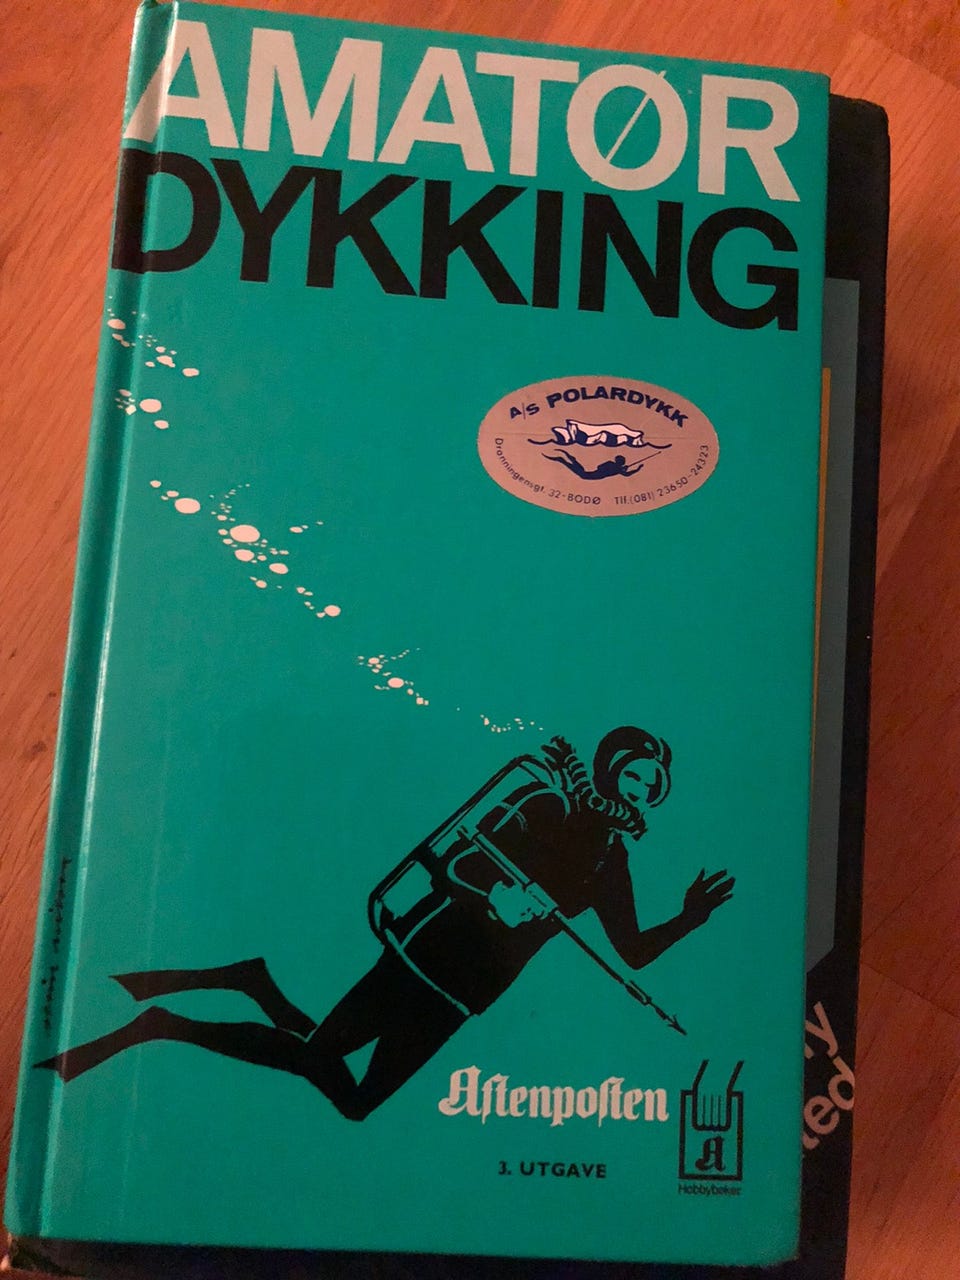 AMATØR
DYKKING
A/S POLARDYKK
Dronningensgt. 32-BODØ Tlf.(081) 23650-24323
Aftenposten
3. UTGAVE
A
Hobbybøker